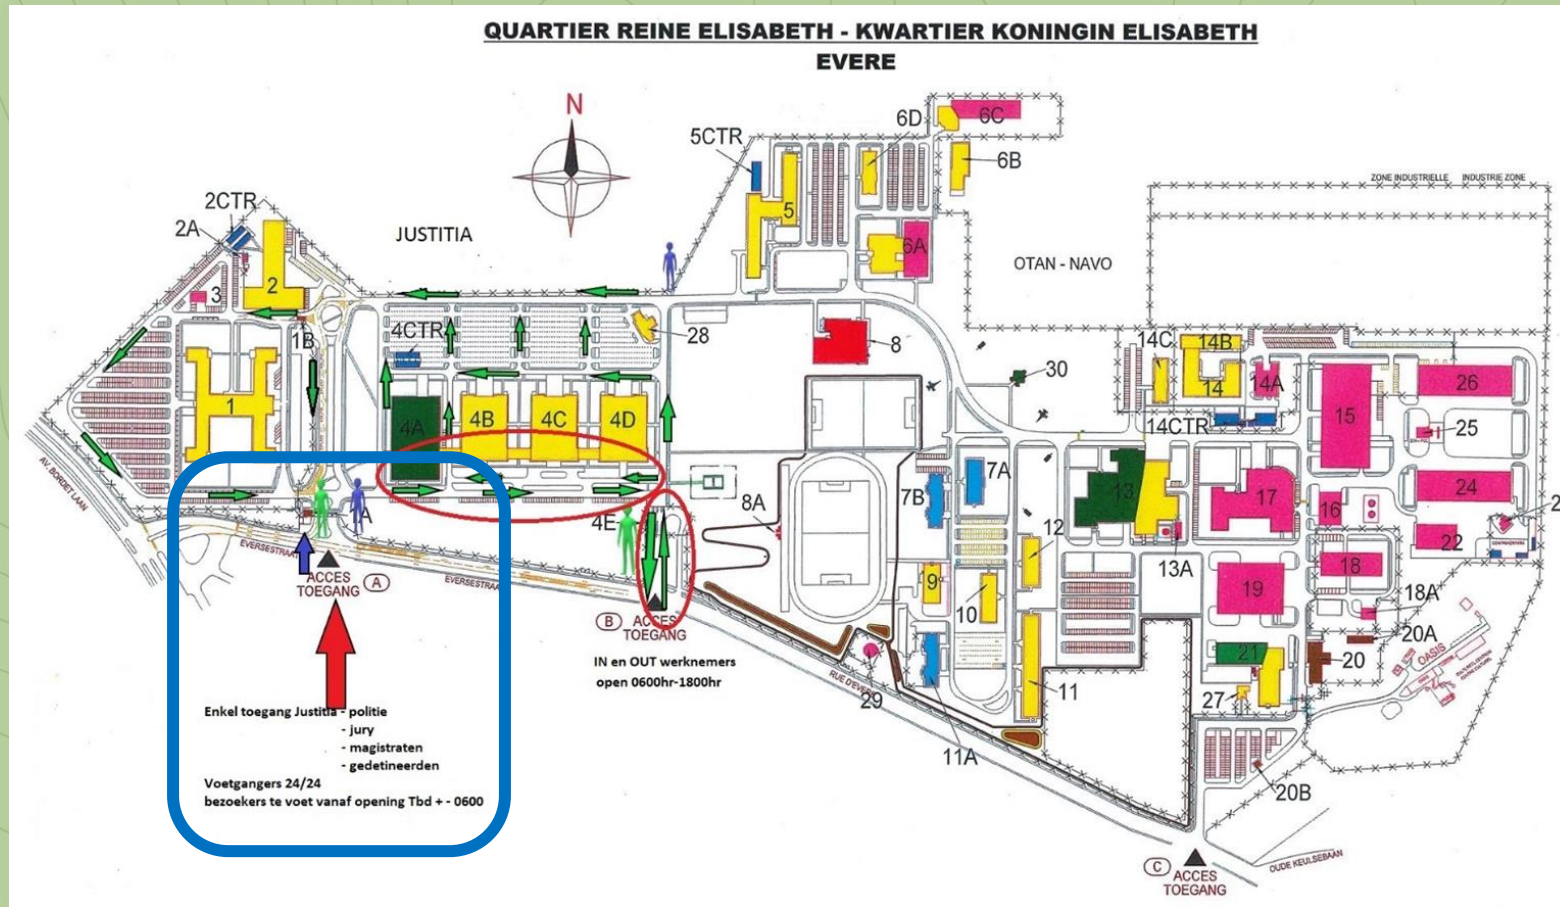 QUARTIER REINE ELISABETH - KWARTIER KONINGIN ELISABETH
EVERE
N
6D
6C
5CTR
6B
ZONE INDUSTRIELLE INDUSTRIE ZONE
2CTR
2A
JUSTITIA
5
6A
OTAN - NAVO
3
2
1B
4CTR
28
8
14C
14B
14
14A
30
15
26
1
4A
4B
4C
4D
14CTR
25
7A
7B
13
17
16
24
8A
4E
A
12
22
2
AV. BORDET LAAN
EVERSESTRAA
EVERSESTRAA
ACCES
TOEGANG
A
9
10
13A
19
18
18A
B
ACCES
TOEGANG
IN en OUT werknemers
open 0600hr-1800hr
RUE D'EVER
29
11A
11
21
20
20A
27
OASIS
20B
Enkel toegang Justitia - politie
- jury
- magistraten
- gedetineerden
Voetgangers 24/24
bezoekers te voet vanaf opening Tbd + - 0600
C
ACCES
TOEGANG
OUDE KEULSEBAAN